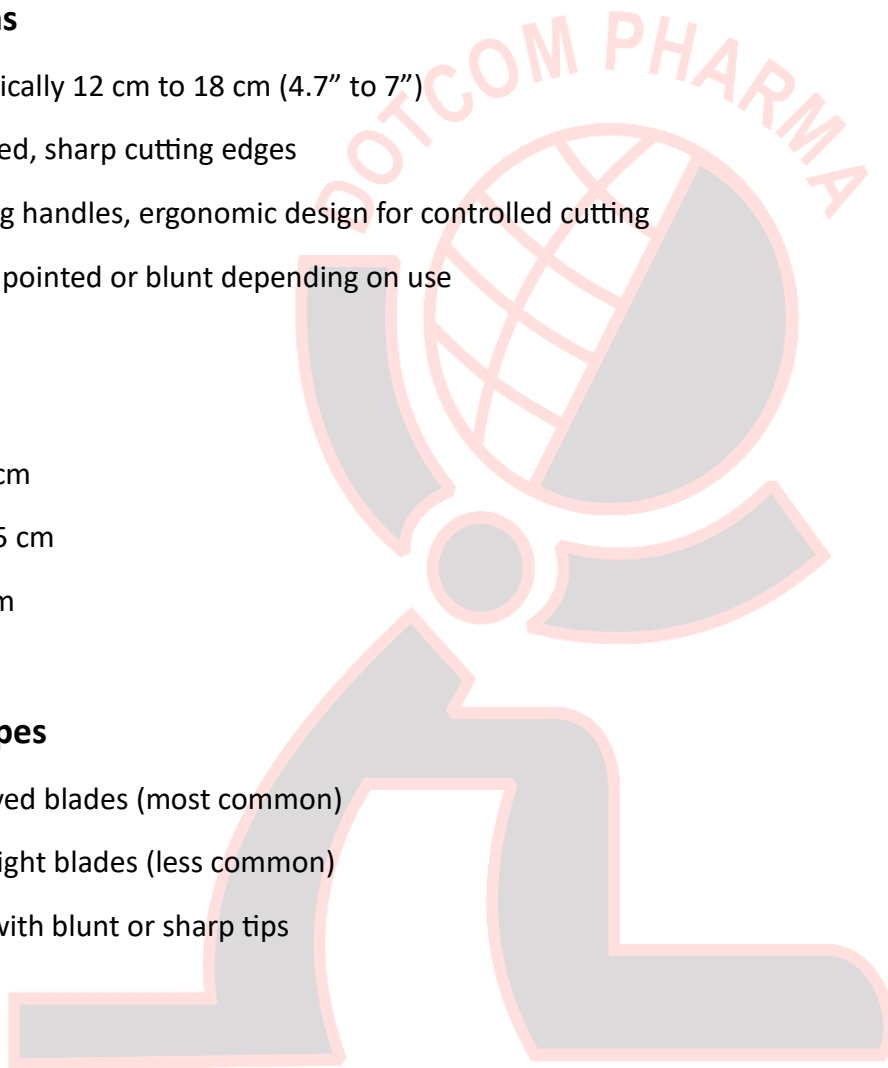 ns
ically 12 cm to 18 cm (4.7” to 7”)
ed, sharp cutting edges
g handles, ergonomic design for controlled cutting
pointed or blunt depending on use
cm
5 cm
m
pes
ved blades (most common)
ight blades (less common)
with blunt or sharp tips
DOTCOM PHARMA